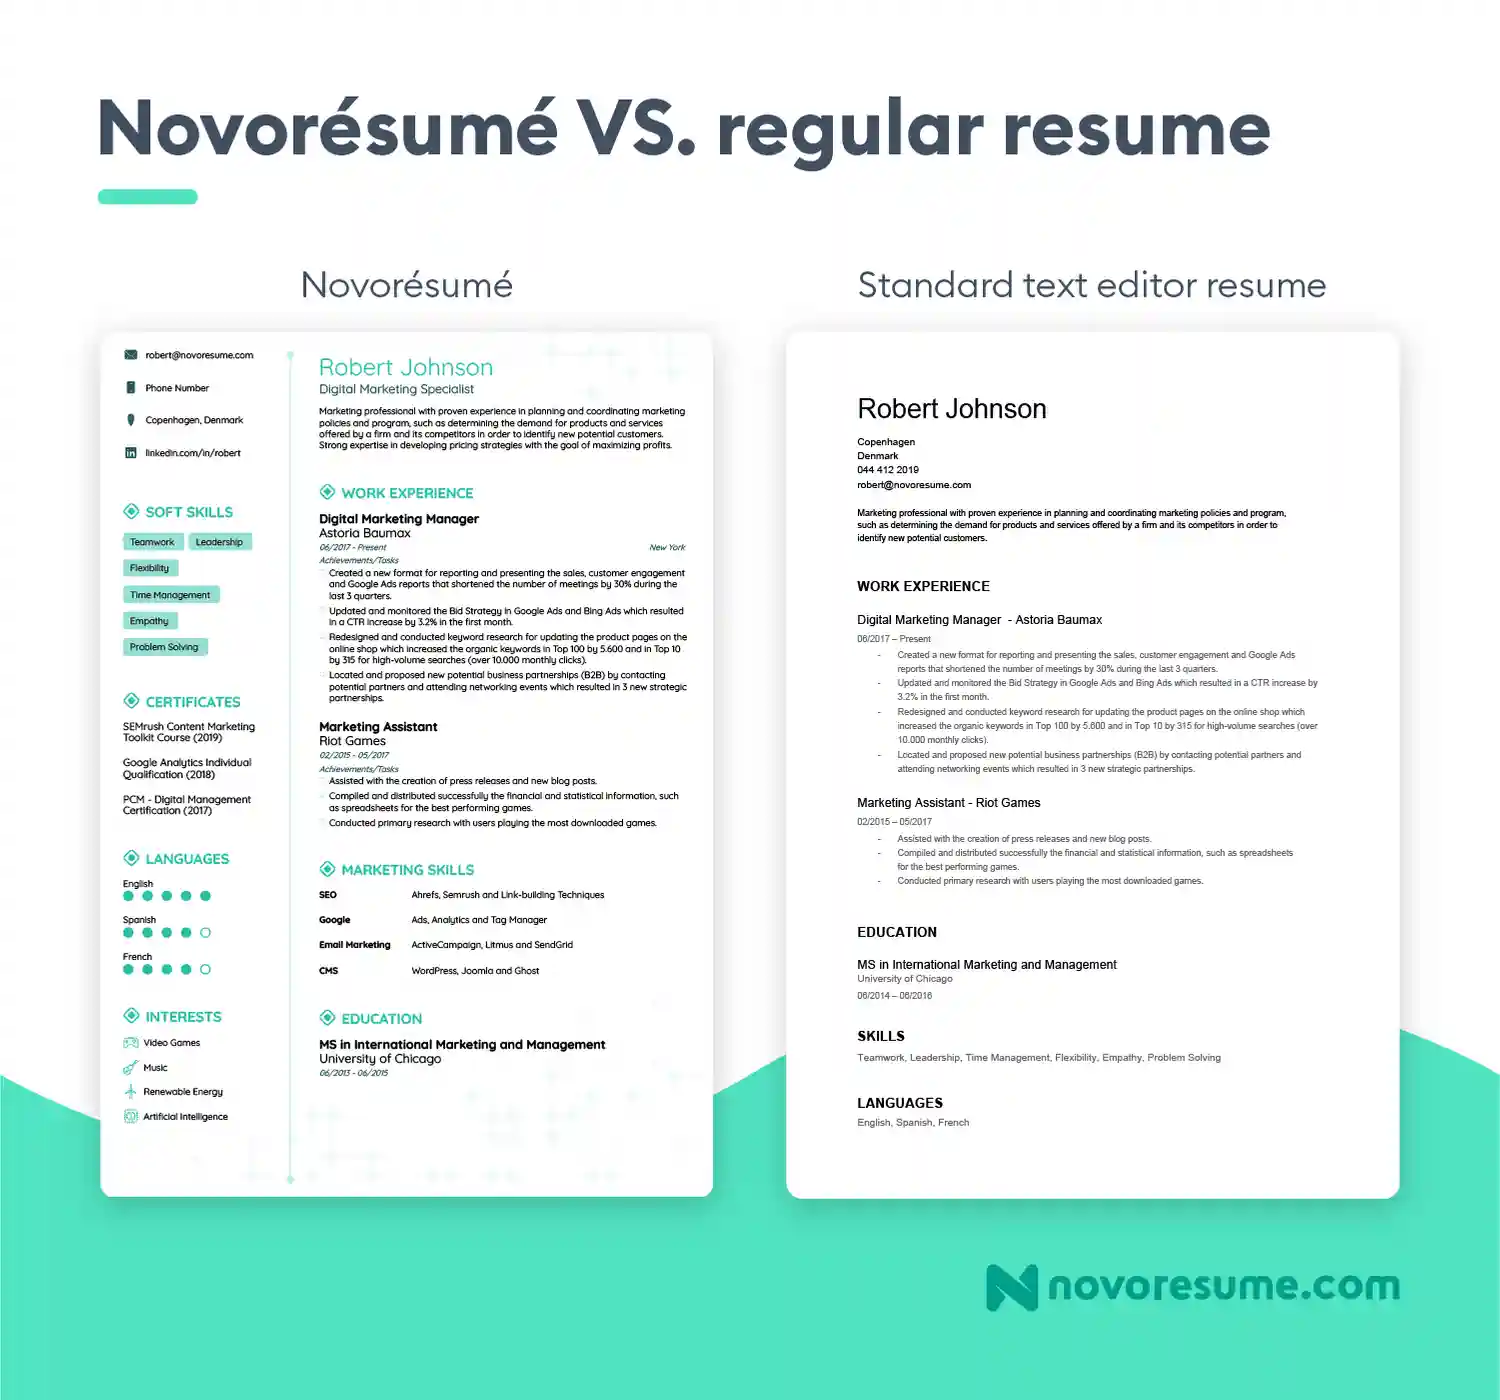 Novorésumé VS. regular resume
Novorésumé
robert@novoresume.com
Phone Number
Copenhagen, Denmark
linkedin.com/in/robert
SOFT SKILLS
Teamwork Leadership
Flexibility
Time Management
Empathy
Problem Solving
CERTIFICATES
SEMrush Content Marketing
Toolkit Course (2019)
Google Analytics Individual
Qualification (2018)
PCM - Digital Management
Certification (2017)
LANGUAGES
English
Spanish
French
INTERESTS
Video Games
Music
Renewable Energy
Artificial Intelligence
Robert Johnson
Digital Marketing Specialist
Marketing professional with proven experience in planning and coordinating marketing
policies and program, such as determining the demand for products and services
offered by a firm and its competitors in order to identify new potential customers.
Strong expertise in developing pricing strategies with the goal of maximizing profits.
WORK EXPERIENCE
Digital Marketing Manager
Astoria Baumax
06/2017 - Present New York
Achievements/Tasks
Created a new format for reporting and presenting the sales, customer engagement
and Google Ads reports that shortened the number of meetings by 30% during the
last 3 quarters.
Updated and monitored the Bid Strategy in Google Ads and Bing Ads which resulted
in a CTR increase by 3.2% in the first month.
Redesigned and conducted keyword research for updating the product pages on the
online shop which increased the organic keywords in Top 100 by 5.600 and in Top 10
by 315 for high-volume searches (over 10.000 monthly clicks).
Located and proposed new potential business partnerships (B2B) by contacting
potential partners and attending networking events which resulted in 3 new strategic
partnerships.
Marketing Assistant
Riot Games
02/2015 - 05/2017
Achievements/Tasks
Assisted with the creation of press releases and new blog posts.
Compiled and distributed successfully the financial and statistical information, such
as spreadsheets for the best performing games.
Conducted primary research with users playing the most downloaded games.
MARKETING SKILLS
SEO Ahrefs, Semrush and Link-building Techniques
Google Ads, Analytics and Tag Manager
Email Marketing ActiveCampaign, Litmus and SendGrid
CMS WordPress, Joomla and Ghost
EDUCATION
MS in International Marketing and Management
University of Chicago
06/2013 - 06/2015
Standard text editor resume
Robert Johnson
Copenhagen
Denmark
044 412 2019
robert@novoresume.com
Marketing professional with proven experience in planning and coordinating marketing policies and program,
such as determining the demand for products and services offered by a firm and its competitors in order to
identify new potential customers.
WORK EXPERIENCE
Digital Marketing Manager - Astoria Baumax
06/2017 – Present
- Created a new format for reporting and presenting the sales, customer engagement and Google Ads
reports that shortened the number of meetings by 30% during the last 3 quarters.
- Updated and monitored the Bid Strategy in Google Ads and Bing Ads which resulted in a CTR increase by
3.2% in the first month.
- Redesigned and conducted keyword research for updating the product pages on the online shop which
increased the organic keywords in Top 100 by 5.600 and in Top 10 by 315 for high-volume searches (over
10.000 monthly clicks).
- Located and proposed new potential business partnerships (B2B) by contacting potential partners and
attending networking events which resulted in 3 new strategic partnerships.
Marketing Assistant - Riot Games
02/2015 – 05/2017
- Assisted with the creation of press releases and new blog posts.
- Compiled and distributed successfully the financial and statistical information, such as spreadsheets
for the best performing games.
- Conducted primary research with users playing the most downloaded games.
EDUCATION
MS in International Marketing and Management
University of Chicago
06/2014 – 06/2016
SKILLS
Teamwork, Leadership, Time Management, Flexibility, Empathy, Problem Solving
LANGUAGES
English, Spanish, French
novoresume.com